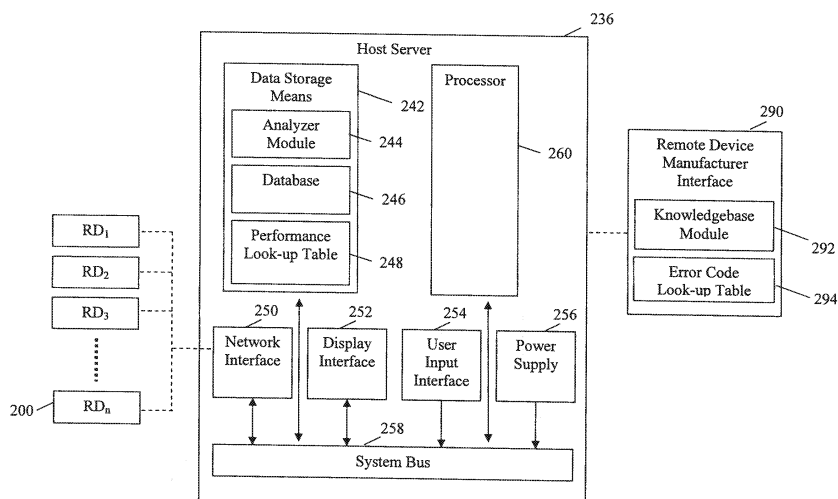 236
Host Server
Data Storage
Means
242
Analyzer
Module
244
Database
246
Performance
Look-up Table
248
Processor
260
290
Remote Device
Manufacturer
Interface
Knowledgebase
Module
292
Error Code
Look-up Table
294
RD1
RD2
RD3
200
RDn
250
Network
Interface
252
Display
Interface
254
User
Input
Interface
256
Power
Supply
258
System Bus